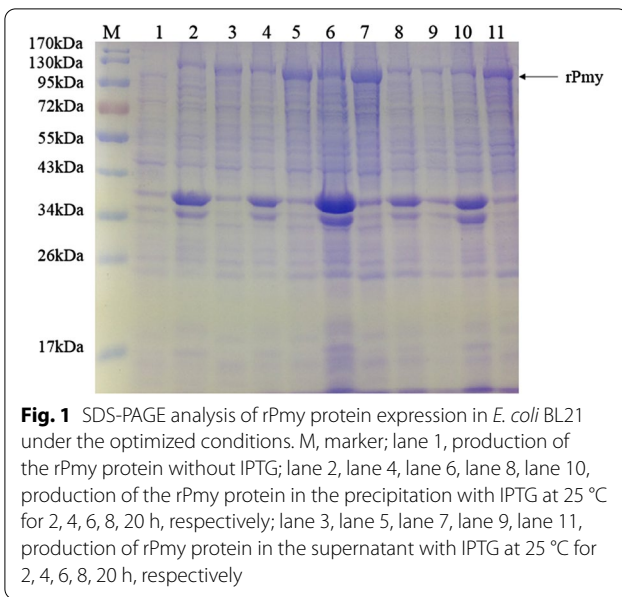 M 1 2 3 4 5 6 7 8 9 10 11
170kDa
130kDa
95kDa
rPmy
72kDa
55kDa
43kDa
34kDa
26kDa
17kDa
Fig. 1 SDS-PAGE analysis of rPmy protein expression in E. coli BL21
under the optimized conditions. M, marker; lane 1, production of
the rPmy protein without IPTG; lane 2, lane 4, lane 6, lane 8, lane 10,
production of the rPmy protein in the precipitation with IPTG at 25 °C
for 2, 4, 6, 8, 20 h, respectively; lane 3, lane 5, lane 7, lane 9, lane 11,
production of rPmy protein in the supernatant with IPTG at 25 °C for
2, 4, 6, 8, 20 h, respectively